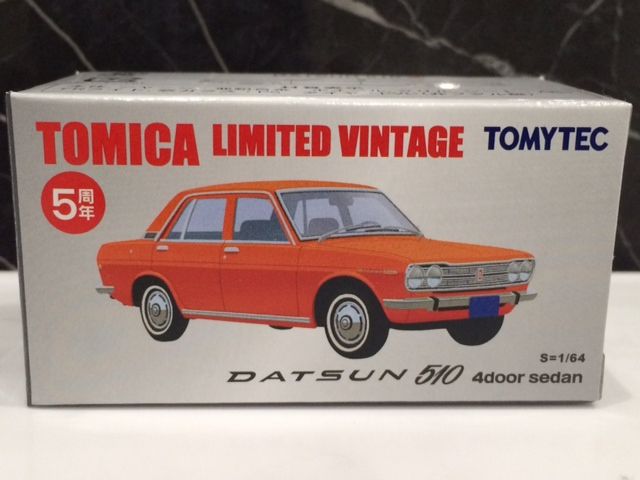 TOMICA LIMITED VINTAGE TOMYTEC
5周年
S=1/64
DATSUN 510 4door sedan